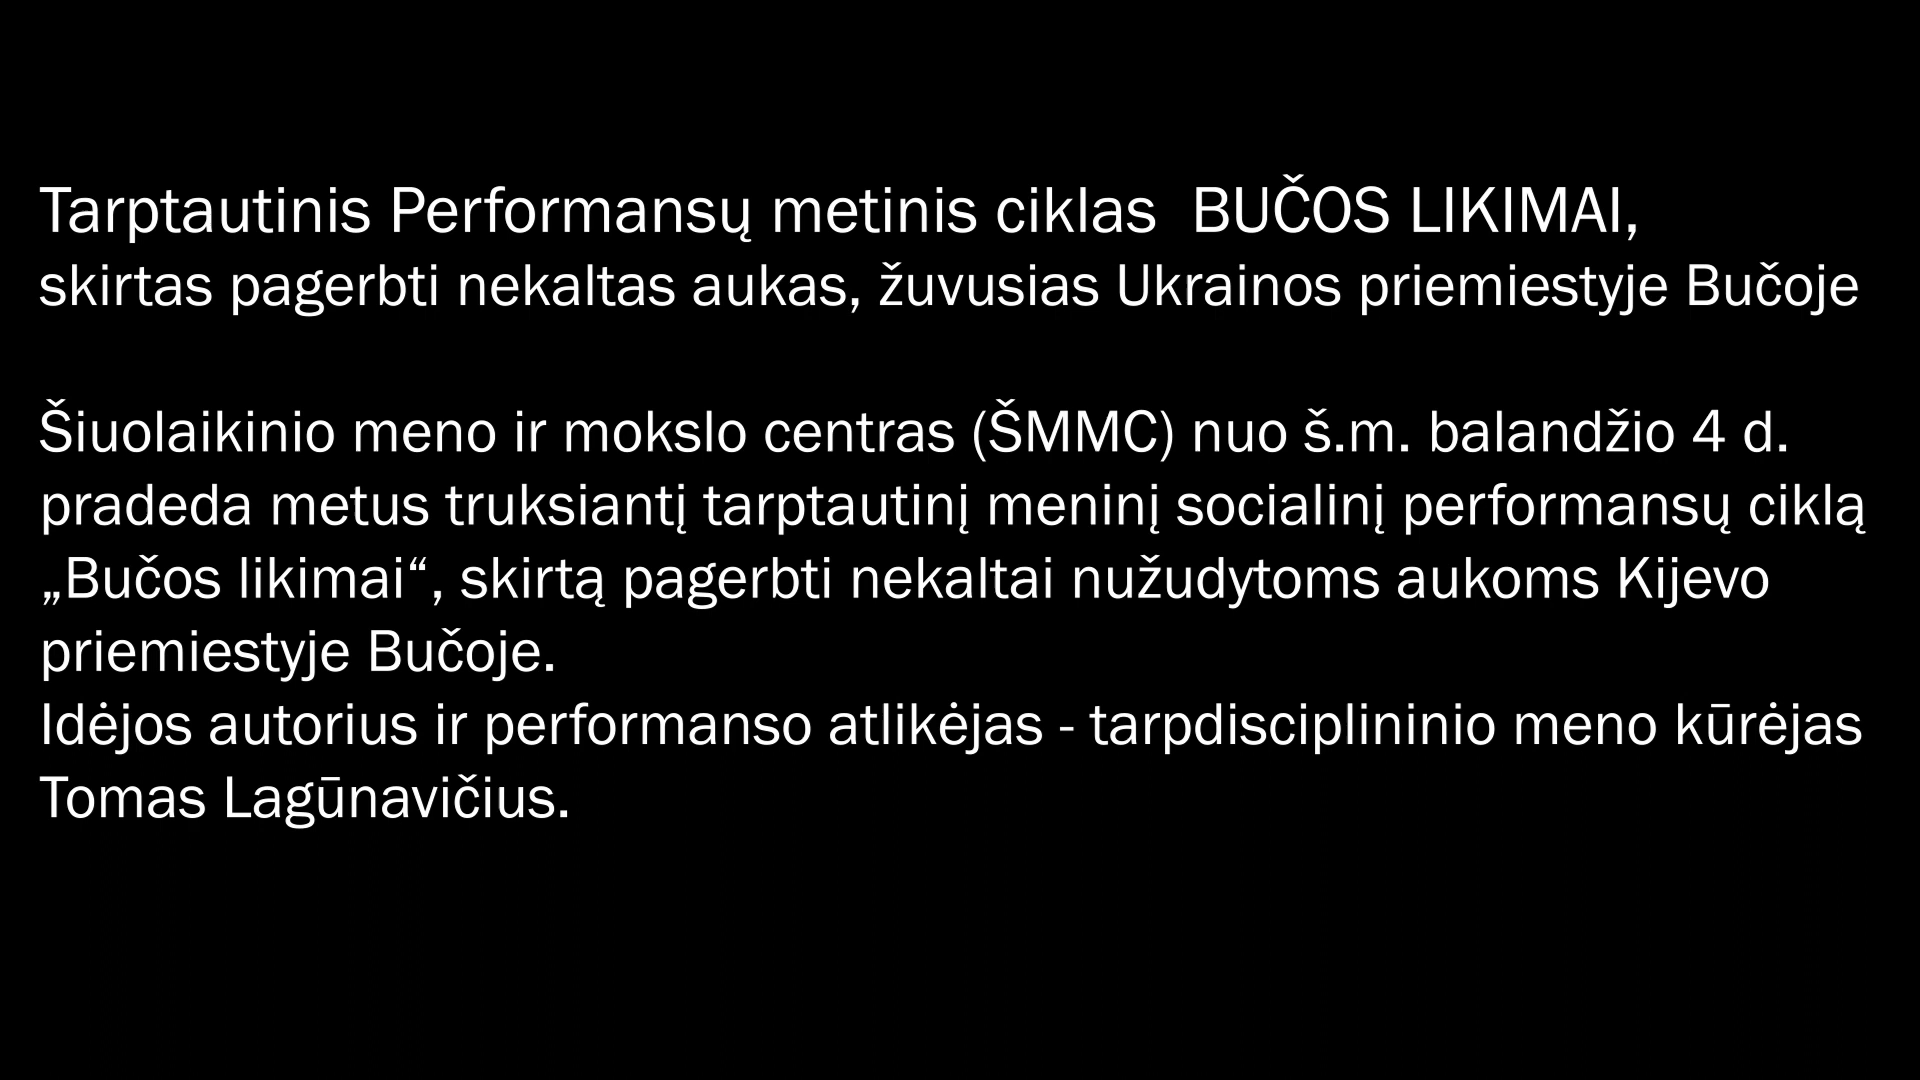 Tarptautinis Performansų metinis ciklas  BUČOS LIKIMAI,
skirtas pagerbti nekaltas aukas, žuvusias Ukrainos priemiestyje Bučoje
Šiuolaikinio meno ir mokslo centras (ŠMMC) nuo š.m. balandžio 4 d.
pradeda metus truksiantį tarptautinį meninį socialinį performansų ciklą
„Bučos likimai“, skirtą pagerbti nekaltai nužudytoms aukoms Kijevo
priemiestyje Bučoje.
Idėjos autorius ir performanso atlikėjas - tarpdisciplininio meno kūrėjas
Tomas Lagūnavičius.